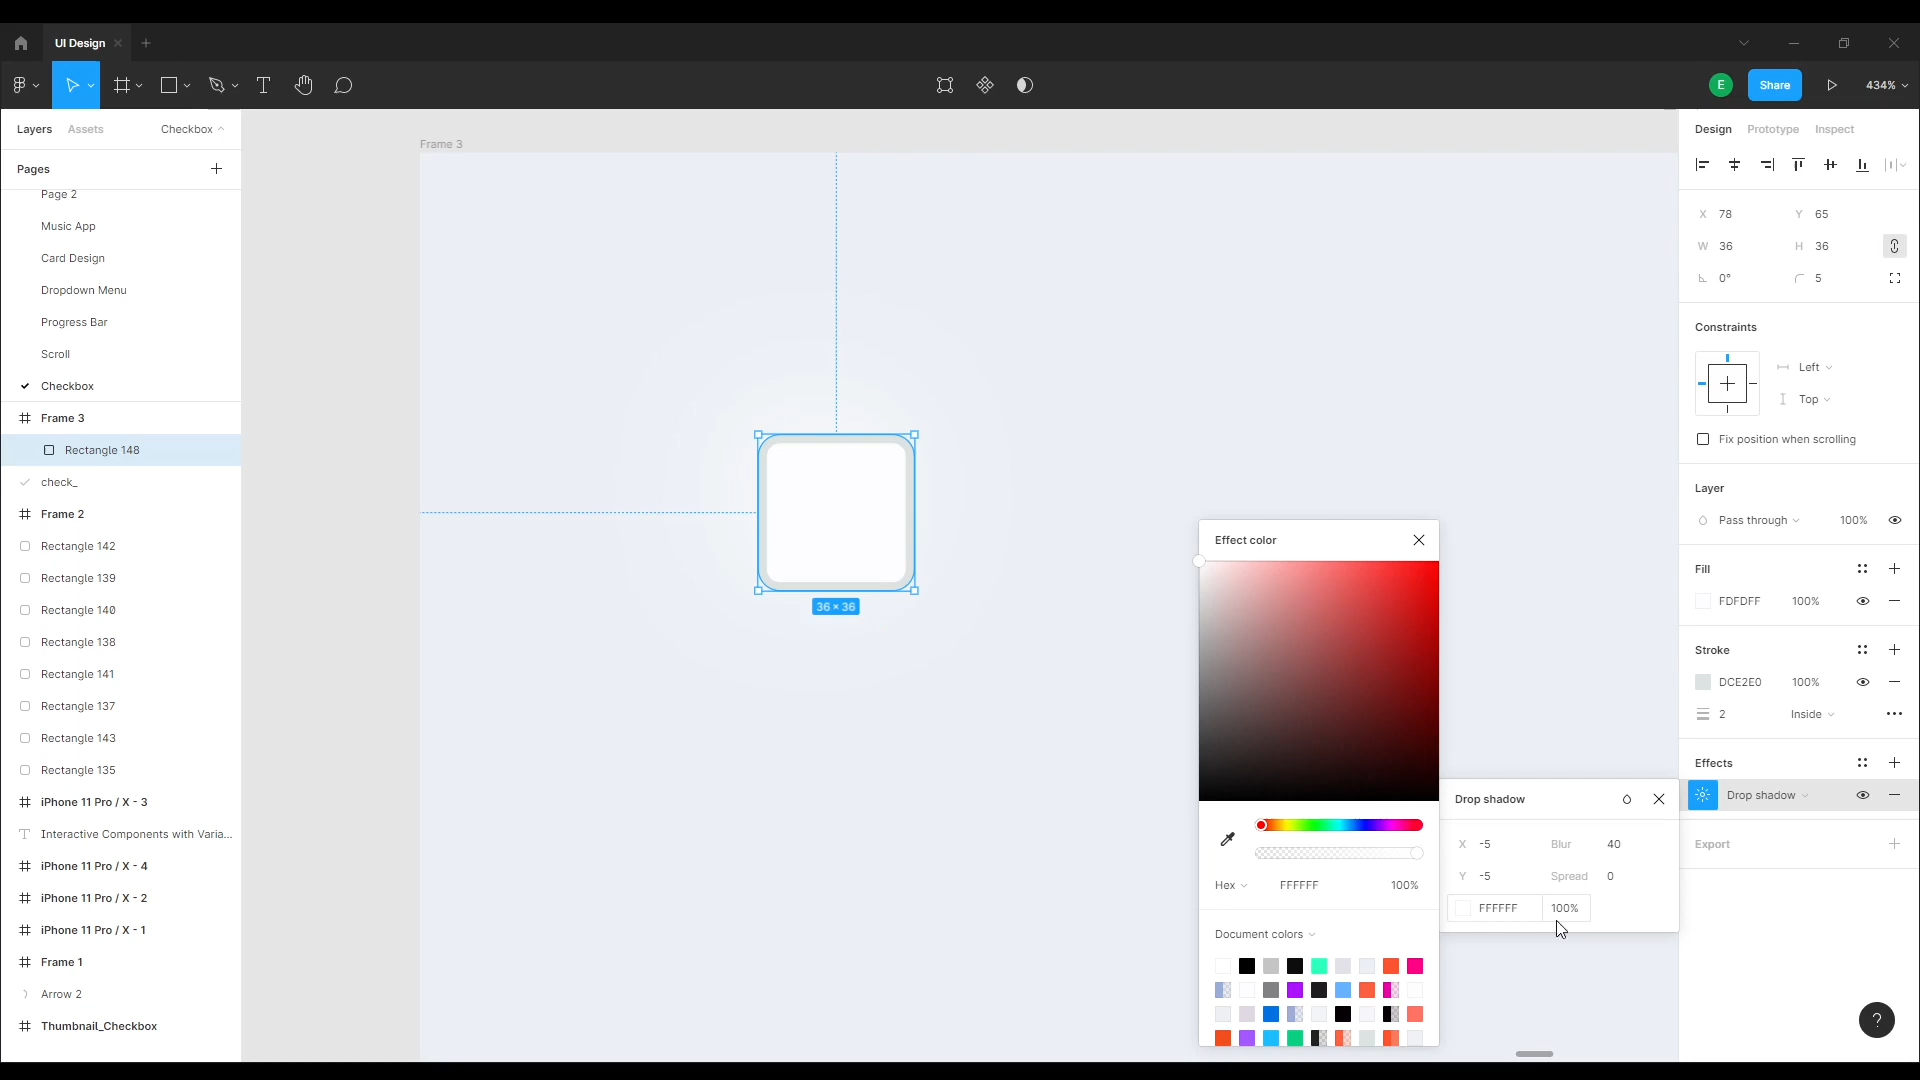 UI Design
E
Share
434%
Layers
Assets
Checkbox
Design
Prototype
Inspect
Pages
Page 2
Music App
Card Design
Dropdown Menu
Progress Bar
Scroll
Checkbox
Frame 3
Rectangle 148
check_
Frame 2
Rectangle 142
Rectangle 139
Rectangle 140
Rectangle 138
Rectangle 141
Rectangle 137
Rectangle 143
Rectangle 135
iPhone 11 Pro / X - 3
Interactive Components with Varia...
iPhone 11 Pro / X - 4
iPhone 11 Pro / X - 2
iPhone 11 Pro / X - 1
Frame 1
Arrow 2
Thumbnail_Checkbox
Frame 3
36 × 36
Effect color
Hex
FFFFFF
100%
Document colors
Drop shadow
X -5
Blur 40
Y -5
Spread 0
FFFFFF
100%
X 78
Y 65
W 36
H 36
0°
5
Constraints
Left
Top
Fix position when scrolling
Layer
Pass through
100%
Fill
FDFDFF
100%
Stroke
DCE2E0
100%
2
Inside
Effects
Drop shadow
Export
?